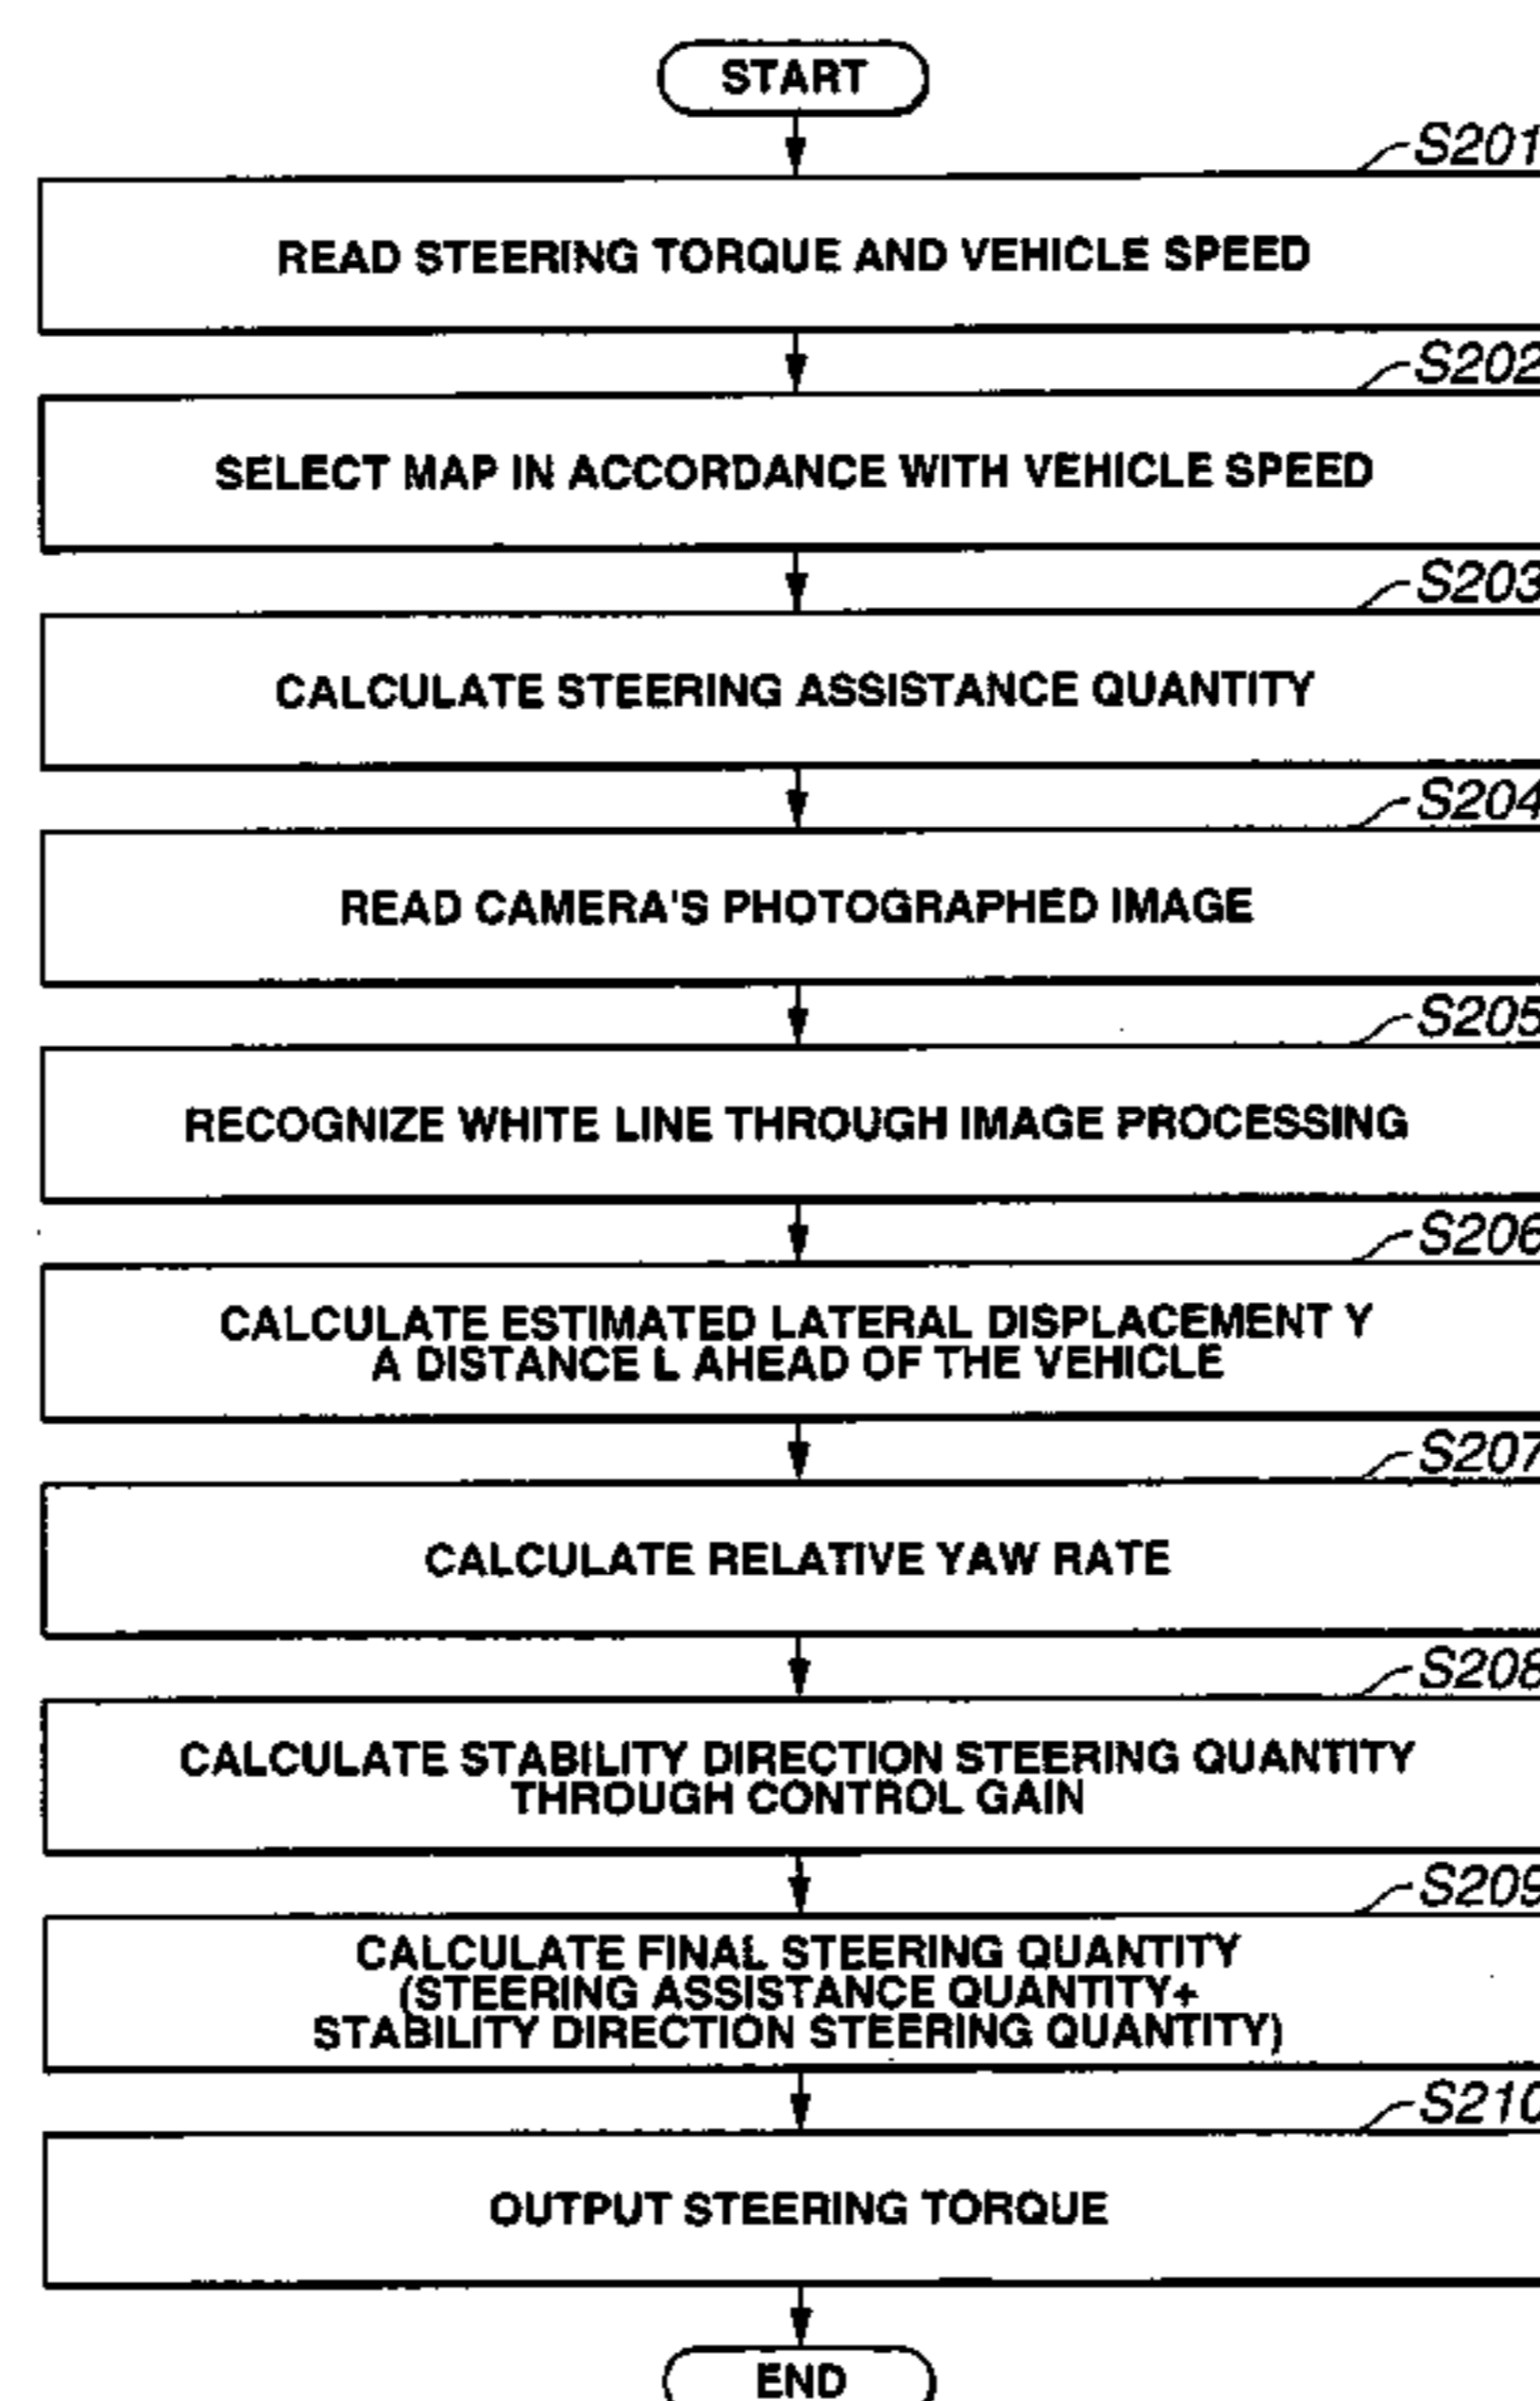 START
S201
READ STEERING TORQUE AND VEHICLE SPEED
S202
SELECT MAP IN ACCORDANCE WITH VEHICLE SPEED
S203
CALCULATE STEERING ASSISTANCE QUANTITY
S204
READ CAMERA'S PHOTOGRAPHED IMAGE
S205
RECOGNIZE WHITE LINE THROUGH IMAGE PROCESSING
S206
CALCULATE ESTIMATED LATERAL DISPLACEMENT Y
A DISTANCE L AHEAD OF THE VEHICLE
S207
CALCULATE RELATIVE YAW RATE
S208
CALCULATE STABILITY DIRECTION STEERING QUANTITY
THROUGH CONTROL GAIN
S209
CALCULATE FINAL STEERING QUANTITY
(STEERING ASSISTANCE QUANTITY+
STABILITY DIRECTION STEERING QUANTITY)
S210
OUTPUT STEERING TORQUE
END